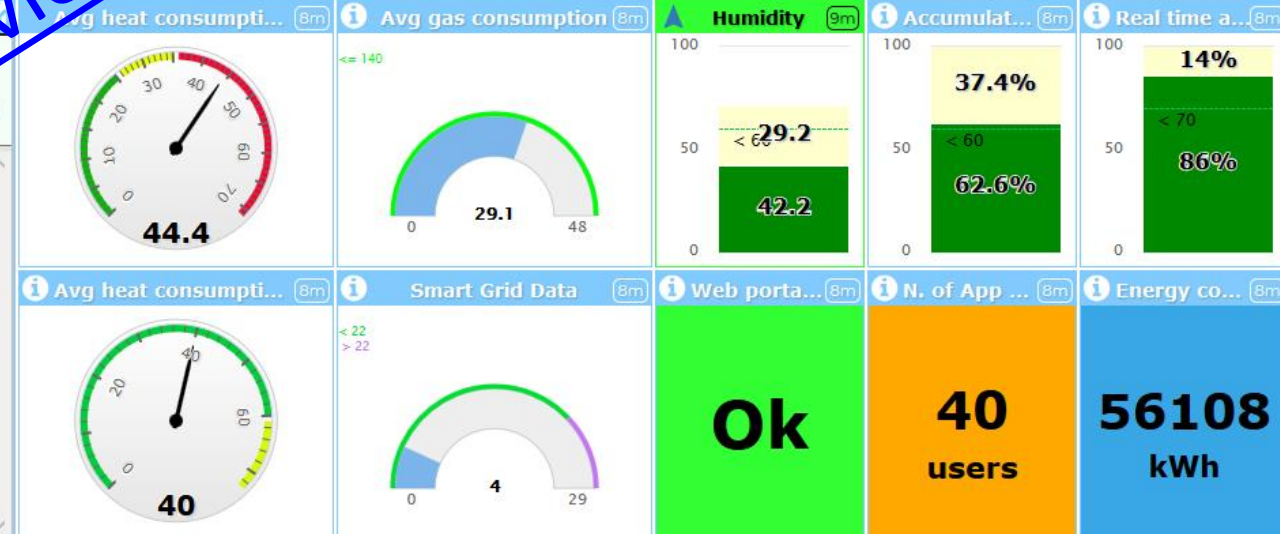 Avg heat consumpti... 8m
0 10 20 30 40 50 60 70
44.4
Avg gas consumption 8m
<= 140
29.1
0 48
Humidity 9m
100
29.2
50
42.2
0
Accumulat... 8m
100
37.4%
< 60
50
62.6%
0
Real time a... 8m
100
14%
< 70
50
86%
0
Avg heat consumpti... 8m
0 20 40 60
40
Smart Grid Data 8m
< 22
> 22
4
0 29
Web porta... 8m
Ok
N. of App ... 8m
40
users
Energy co... 8m
56108
kWh